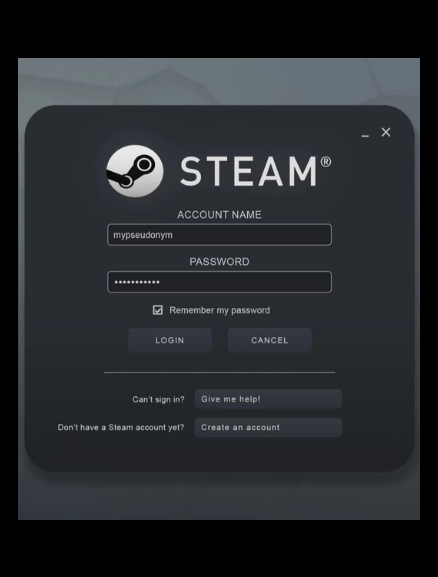 STEAM®
ACCOUNT NAME
mypseudonym
PASSWORD
•••••••••••
Remember my password
LOGIN CANCEL
Can't sign in? Give me help!
Don't have a Steam account yet? Create an account